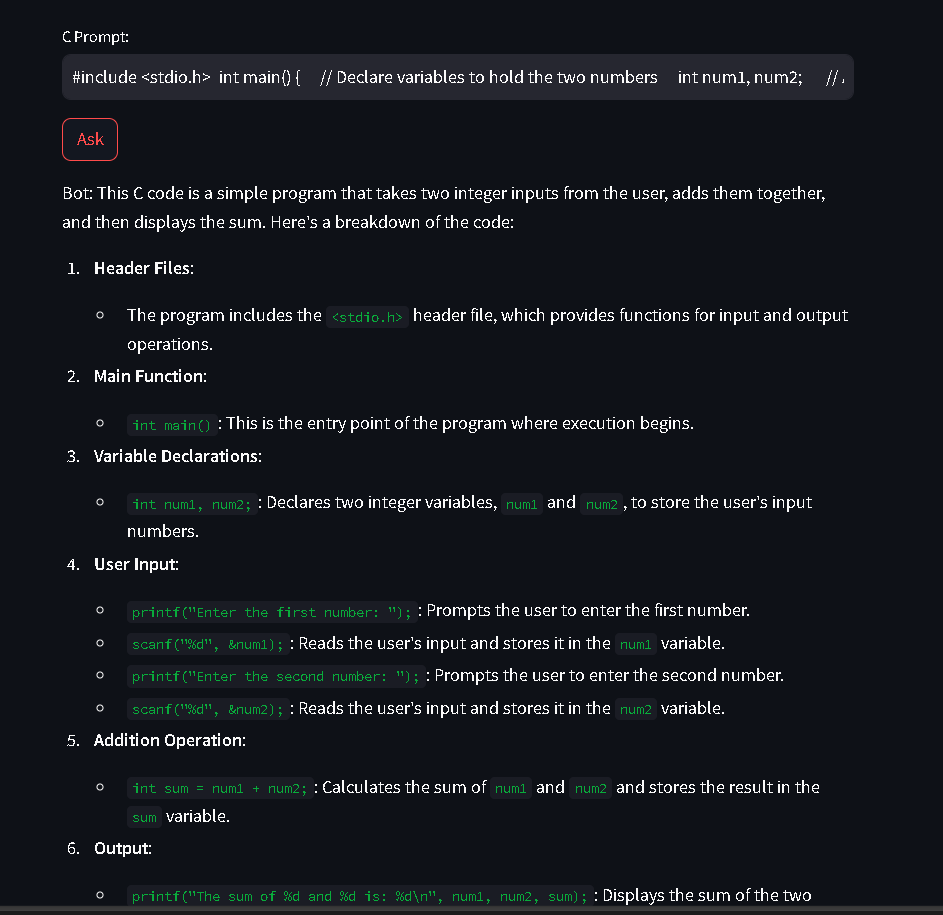 C Prompt:
#include <stdio.h> int main() { // Declare variables to hold the two numbers int num1, num2; //
Ask
Bot: This C code is a simple program that takes two integer inputs from the user, adds them together,
and then displays the sum. Here's a breakdown of the code:
1. Header Files:
The program includes the <stdio.h> header file, which provides functions for input and output
operations.
2. Main Function:
int main() : This is the entry point of the program where execution begins.
3. Variable Declarations:
int num1, num2; : Declares two integer variables, num1 and num2 , to store the user's input
numbers.
4. User Input:
printf("Enter the first number: "); : Prompts the user to enter the first number.
scanf("%d", &num1); : Reads the user's input and stores it in the num1 variable.
printf("Enter the second number: "); : Prompts the user to enter the second number.
scanf("%d", &num2); : Reads the user's input and stores it in the num2 variable.
5. Addition Operation:
int sum = num1 + num2; : Calculates the sum of num1 and num2 and stores the result in the
sum variable.
6. Output:
printf("The sum of %d and %d is: %d\n", num1, num2, sum); : Displays the sum of the two